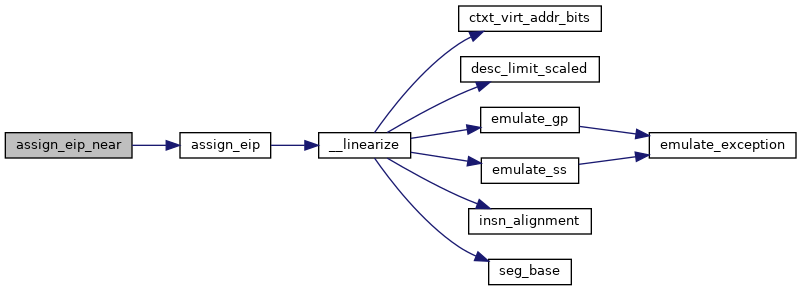 ctxt_virt_addr_bits
desc_limit_scaled
emulate_gp
assign_eip_near
assign_eip
__linearize
emulate_exception
emulate_ss
insn_alignment
seg_base